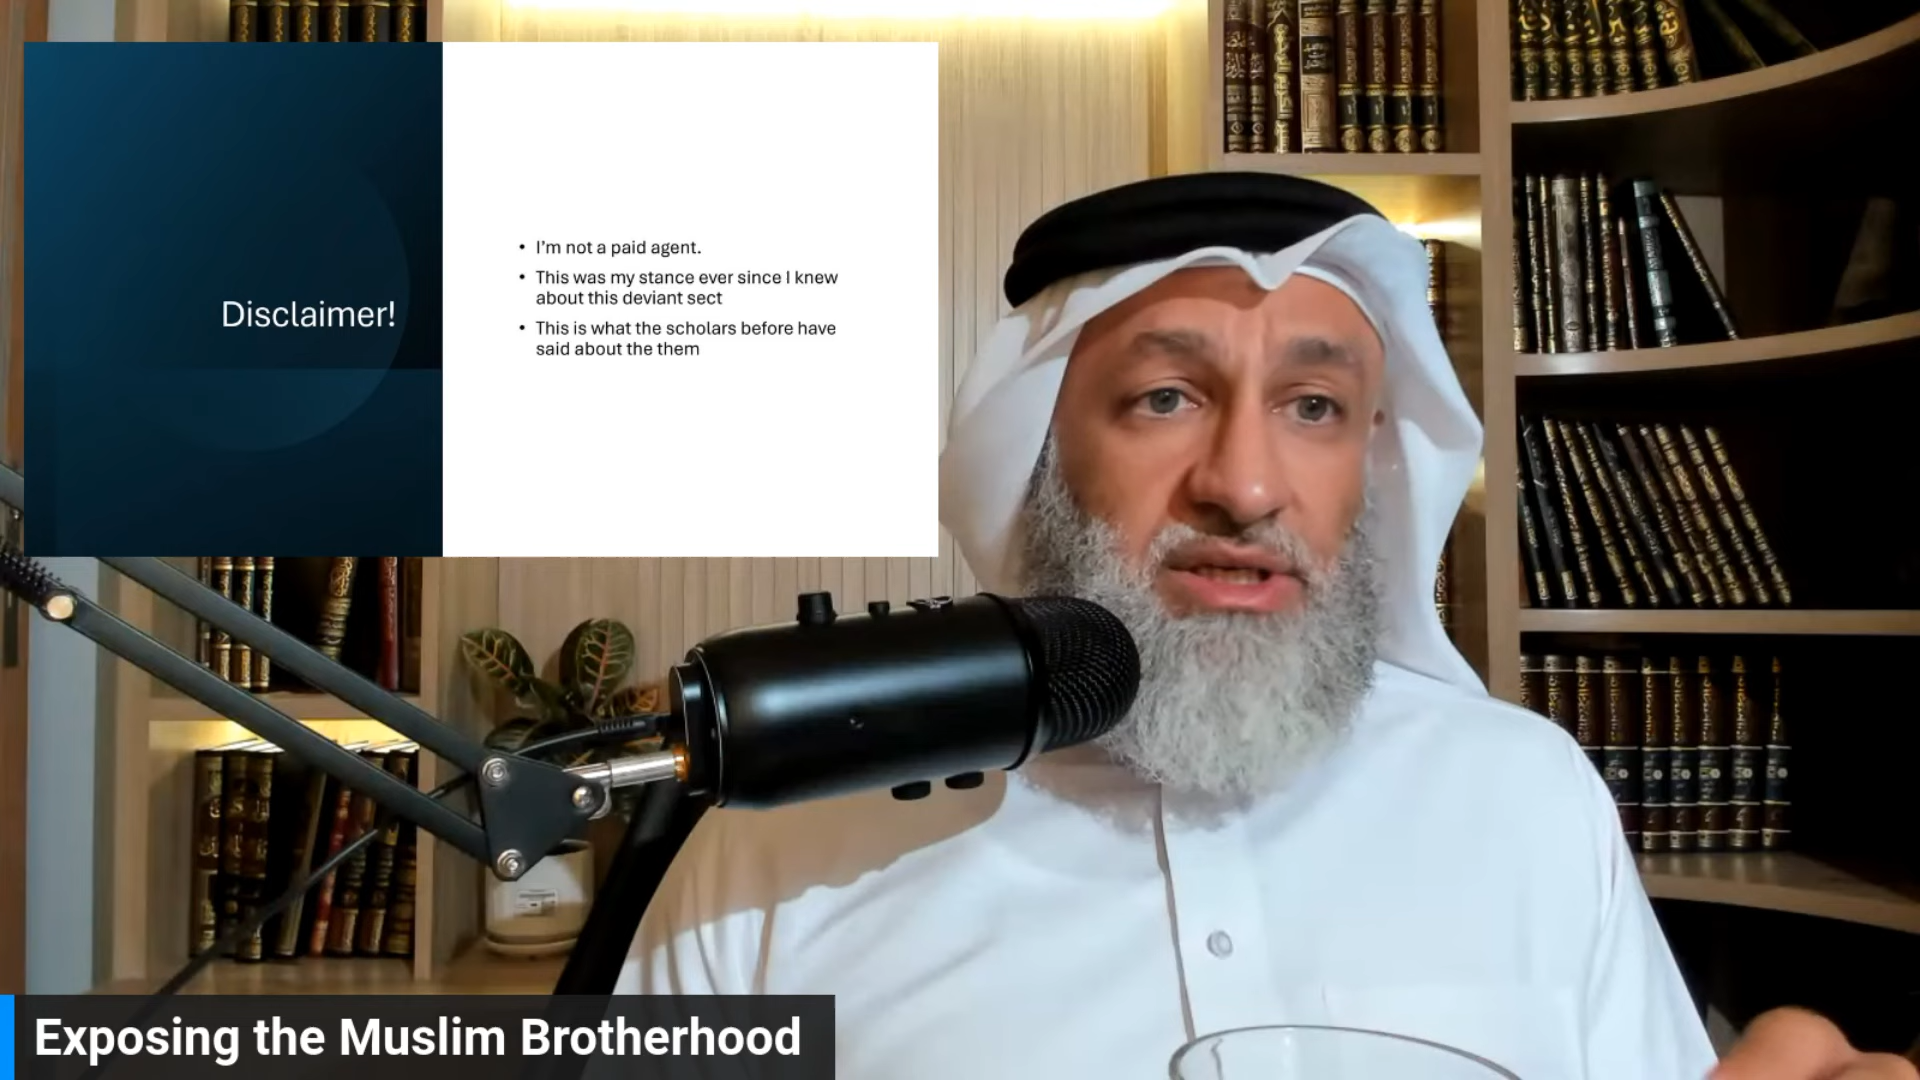 Disclaimer!
• I'm not a paid agent.
• This was my stance ever since I knew
about this deviant sect
• This is what the scholars before have
said about the them
Exposing the Muslim Brotherhood